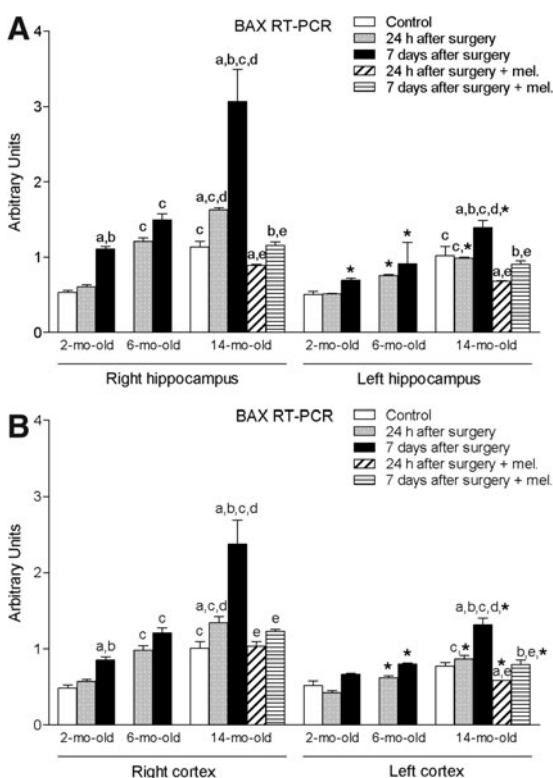 A
BAX RT-PCR
Control
24 h after surgery
7 days after surgery
24 h after surgery + mel.
7 days after surgery + mel.
Arbitrary Units
4
3
2
1
0
a,b c c c a,c,d a,b,c,d a,e b,e * * * c c,* a,b,c,d,* a,e b,e
2-mo-old 6-mo-old 14-mo-old 2-mo-old 6-mo-old 14-mo-old
Right hippocampus Left hippocampus
B
BAX RT-PCR
Control
24 h after surgery
7 days after surgery
24 h after surgery + mel.
7 days after surgery + mel.
Arbitrary Units
4
3
2
1
0
a,b c c c a,c,d a,b,c,d e e * * c,* a,b,c,d,* * a,e b,e,*
2-mo-old 6-mo-old 14-mo-old 2-mo-old 6-mo-old 14-mo-old
Right cortex Left cortex